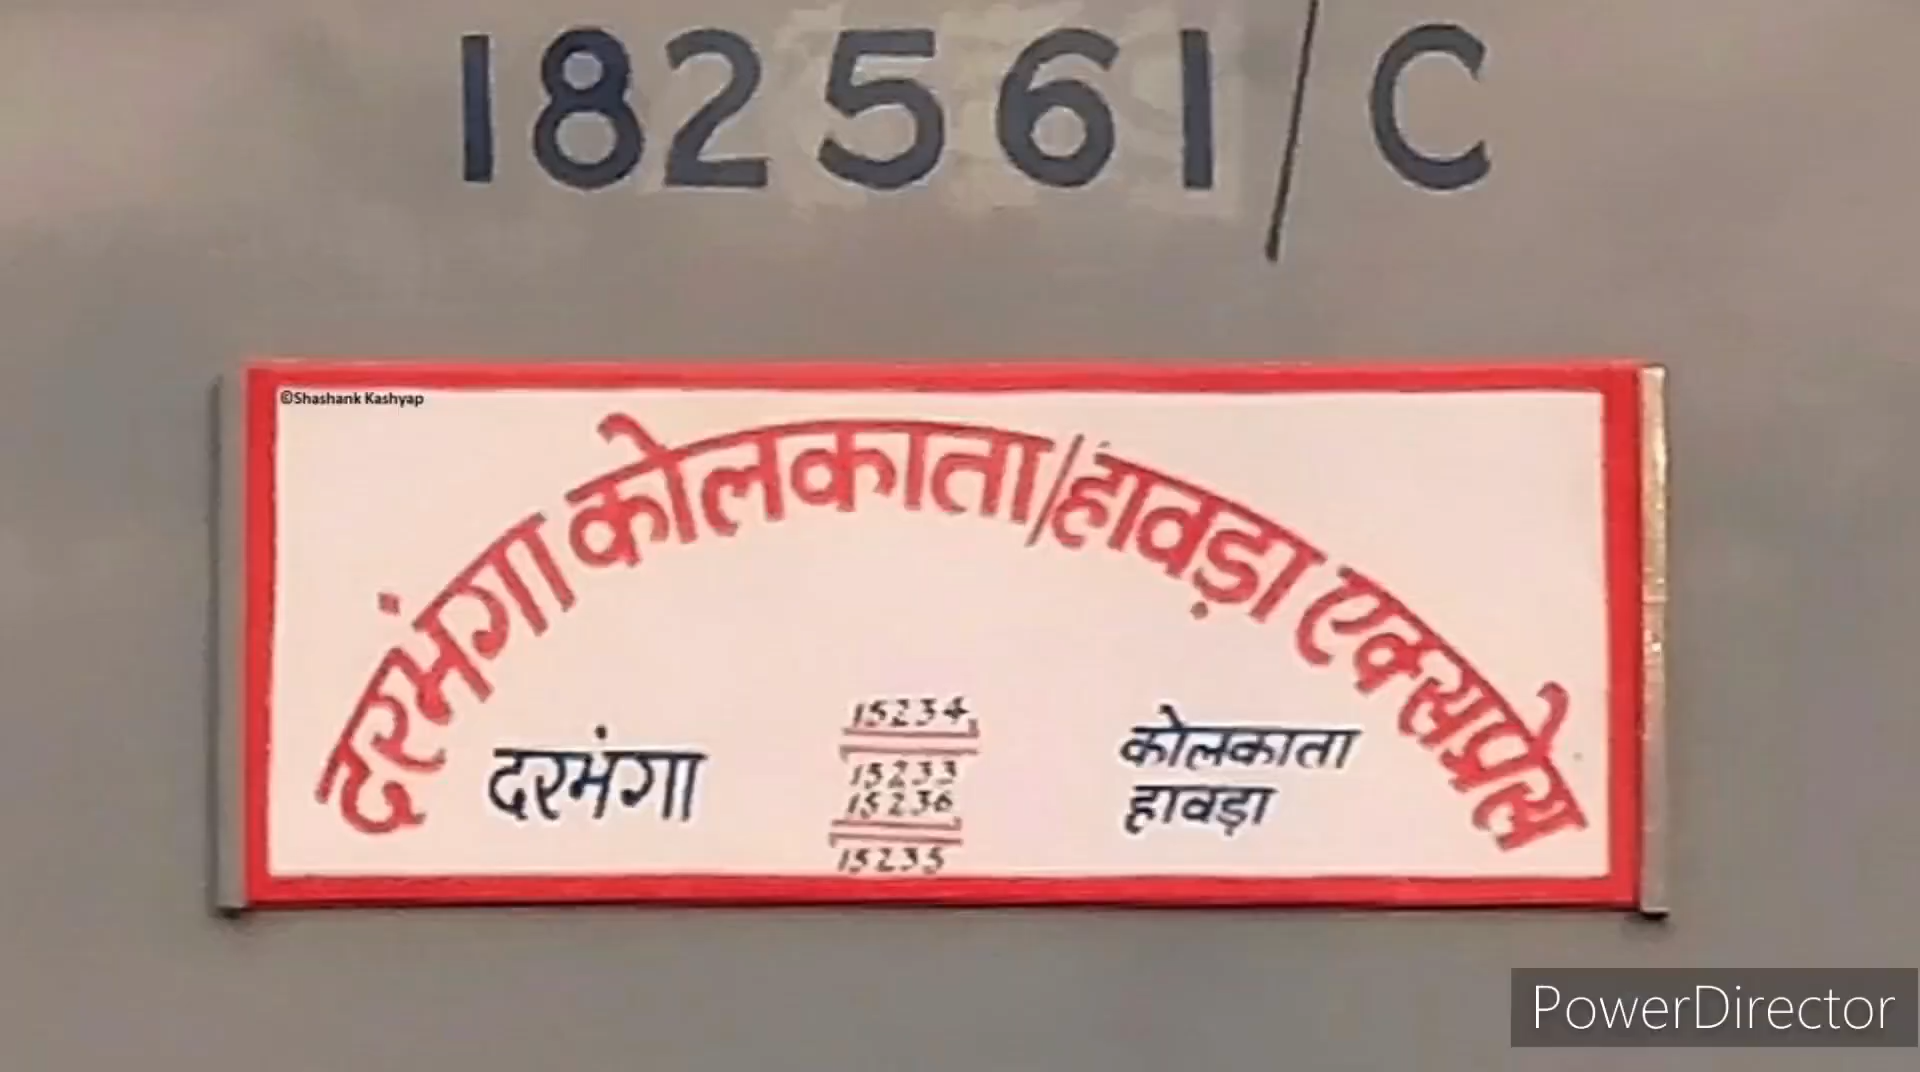 182561/C
©Shashank Kashyap
दरभंगा कोलकाता/हावड़ा एक्सप्रेस
दरभंगा
15234
15233
15236
15235
कोलकाता
हावड़ा
PowerDirector